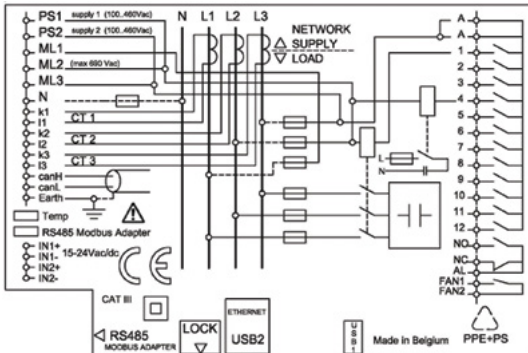 PS1 supply 1 (100..460Vac)
PS2 supply 2 (100..460Vac)
ML1
ML2 (max 690 Vac)
ML3
N
k1
l1 CT 1
k2
l2 CT 2
k3
l3 CT 3
canH
canL
Earth
Temp
RS485 Modbus Adapter
IN1+
IN1- 15-24Vac/dc
IN2+
IN2-
CAT III
RS485
MODBUS ADAPTER
N L1 L2 L3
NETWORK
SUPPLY
LOAD
L
N
CE
LOCK
ETHERNET
USB2
USB1
Made in Belgium
A
A
1
2
3
4
5
6
7
8
9
10
11
12
NO
NC
AL
FAN1
FAN2
PPE+PS